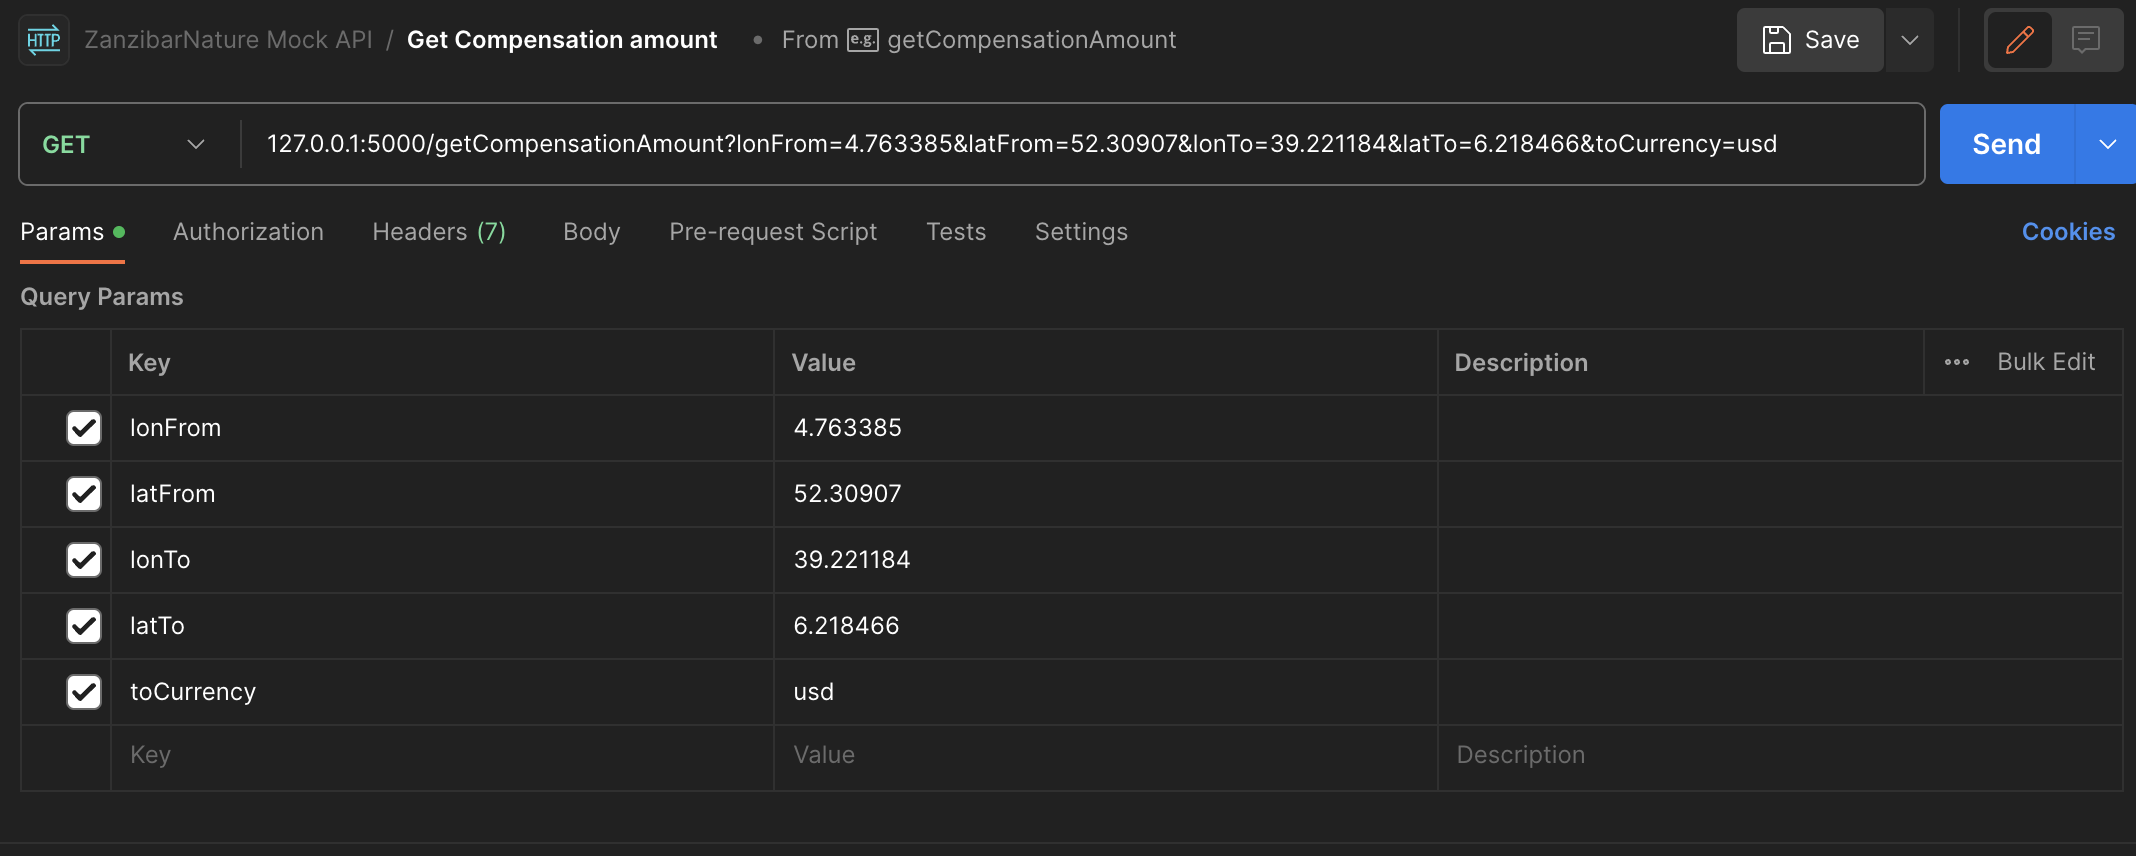 HTTP ZanzibarNature Mock API / Get Compensation amount • From e.g. getCompensationAmount Save
GET 127.0.0.1:5000/getCompensationAmount?lonFrom=4.763385&latFrom=52.30907&lonTo=39.221184&latTo=6.218466&toCurrency=usd Send
Params Authorization Headers (7) Body Pre-request Script Tests Settings Cookies
Query Params
Key Value Description ••• Bulk Edit
lonFrom 4.763385
latFrom 52.30907
lonTo 39.221184
latTo 6.218466
toCurrency usd
Key Value Description